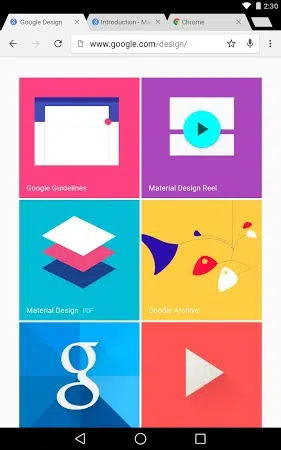 2:30
Google Design
Introduction - Ma
Chrome
www.google.com/design/
Google Guidelines
Material Design Reel
Material Design PDF
Doodle Archive
g